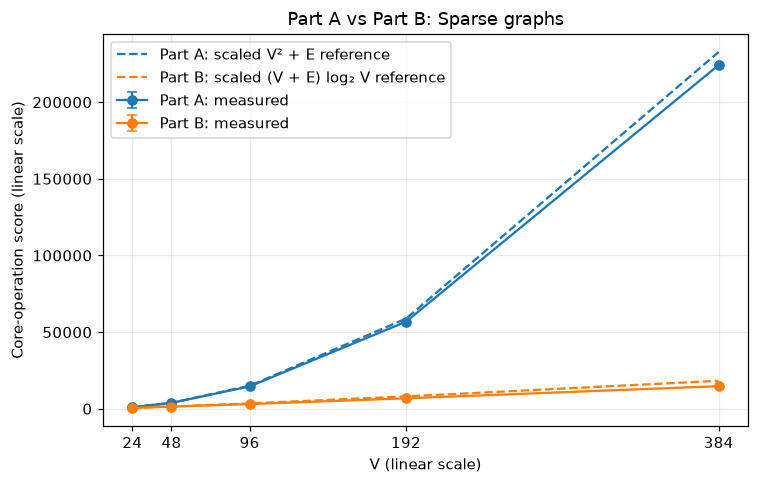 Part A vs Part B: Sparse graphs
Part A: scaled V² + E reference
Part B: scaled (V + E) log₂ V reference
Part A: measured
Part B: measured
Core-operation score (linear scale)
200000
150000
100000
50000
0
24 48 96 192 384
V (linear scale)